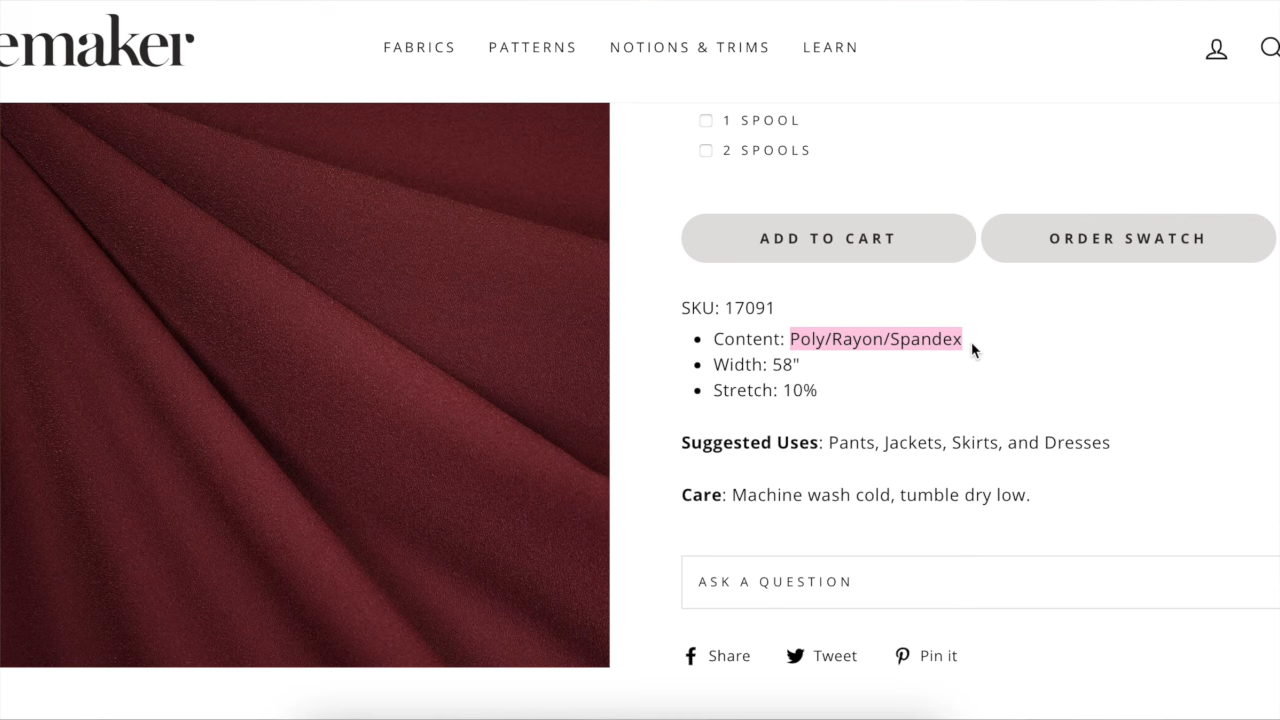 emaker
FABRICS PATTERNS NOTIONS & TRIMS LEARN
1 SPOOL
2 SPOOLS
ADD TO CART ORDER SWATCH
SKU: 17091
Content: Poly/Rayon/Spandex
Width: 58"
Stretch: 10%
Suggested Uses: Pants, Jackets, Skirts, and Dresses
Care: Machine wash cold, tumble dry low.
ASK A QUESTION
Share Tweet Pin it